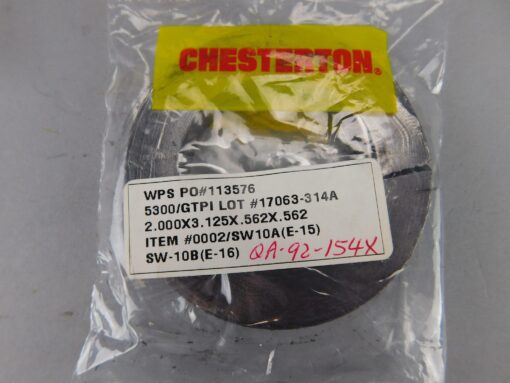 CHESTERTON®
WPS PO#113576
5300/GTPI LOT #17063-314A
2.000X3.125X.562X.562
ITEM #0002/SW10A(E-15)
SW-10B(E-16) QA-92-154X